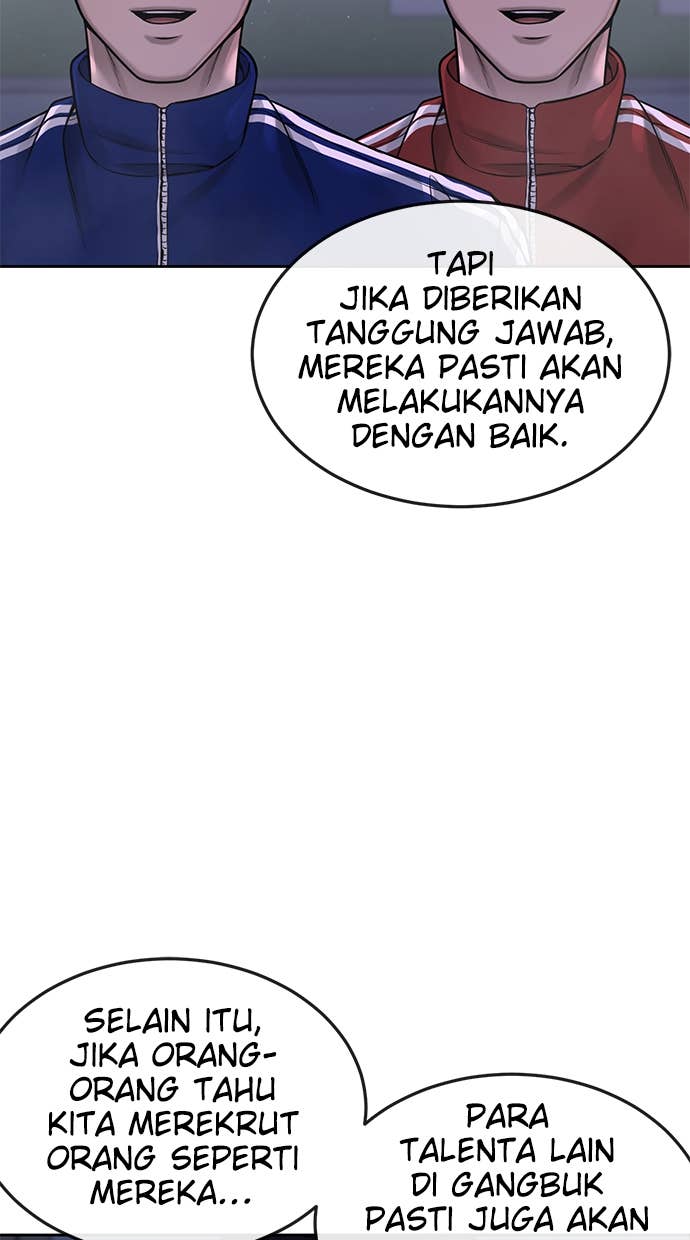 TAPI
JIKA DIBERIKAN
TANGGUNG JAWAB,
MEREKA PASTI AKAN
MELAKUKANNYA
DENGAN BAIK.
SELAIN ITU,
JIKA ORANG-
ORANG TAHU
KITA MEREKRUT
ORANG SEPERTI
MEREKA...
PARA
TALENTA LAIN
DI GANGBUK
PASTI JUGA AKAN